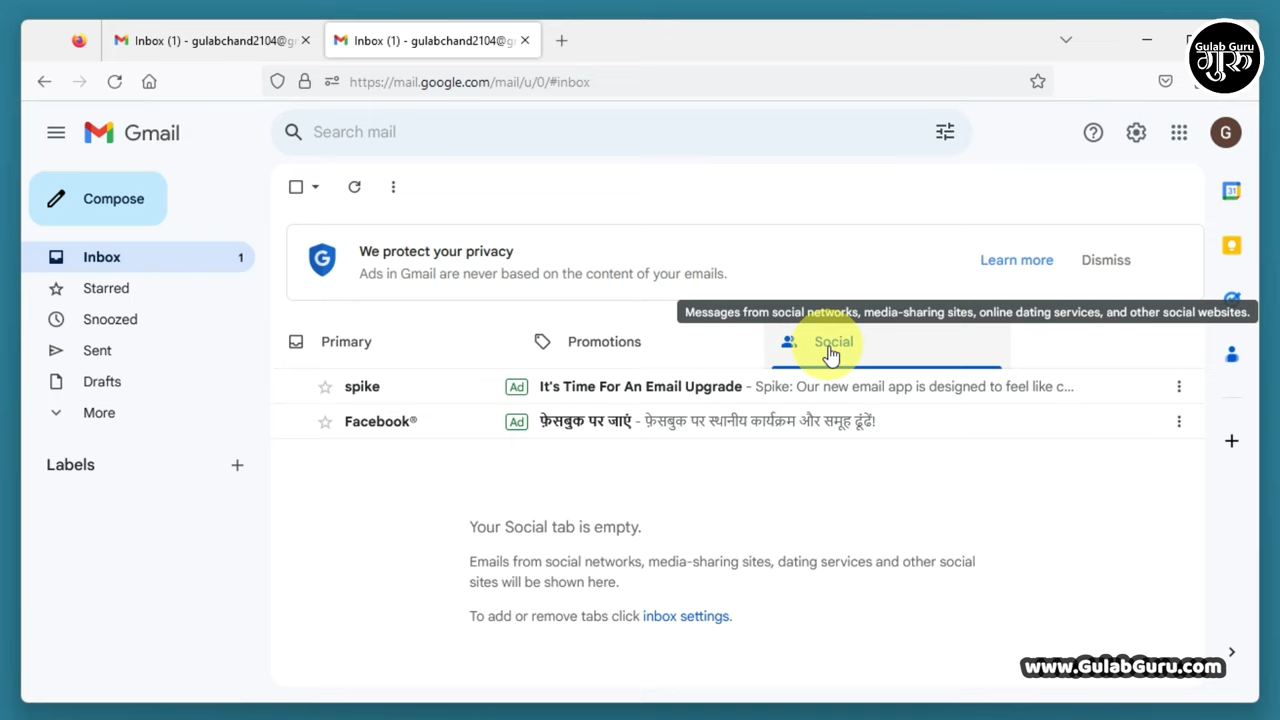 Inbox (1) - gulabchand2104@g
Inbox (1) - gulabchand2104@g
Gulab Guru
गुरु
https://mail.google.com/mail/u/0/#inbox
Gmail
Search mail
G
Compose
31
Inbox 1
Starred
Snoozed
Sent
Drafts
More
Labels
G
We protect your privacy
Ads in Gmail are never based on the content of your emails.
Learn more
Dismiss
Messages from social networks, media-sharing sites, online dating services, and other social websites.
Primary
Promotions
Social
spike Ad It's Time For An Email Upgrade - Spike: Our new email app is designed to feel like c...
Facebook® Ad फ़ेसबुक पर जाएं - फ़ेसबुक पर स्थानीय कार्यक्रम और समूह ढूंढें!
Your Social tab is empty.
Emails from social networks, media-sharing sites, dating services and other social
sites will be shown here.
To add or remove tabs click inbox settings.
www.GulabGuru.com